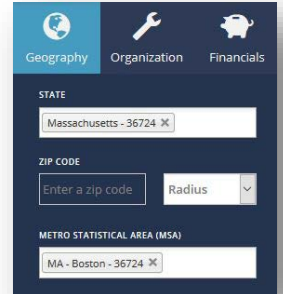 Geography Organization Financials
STATE
Massachusetts - 36724 ×
ZIP CODE
Enter a zip code Radius
METRO STATISTICAL AREA (MSA)
MA - Boston - 36724 ×